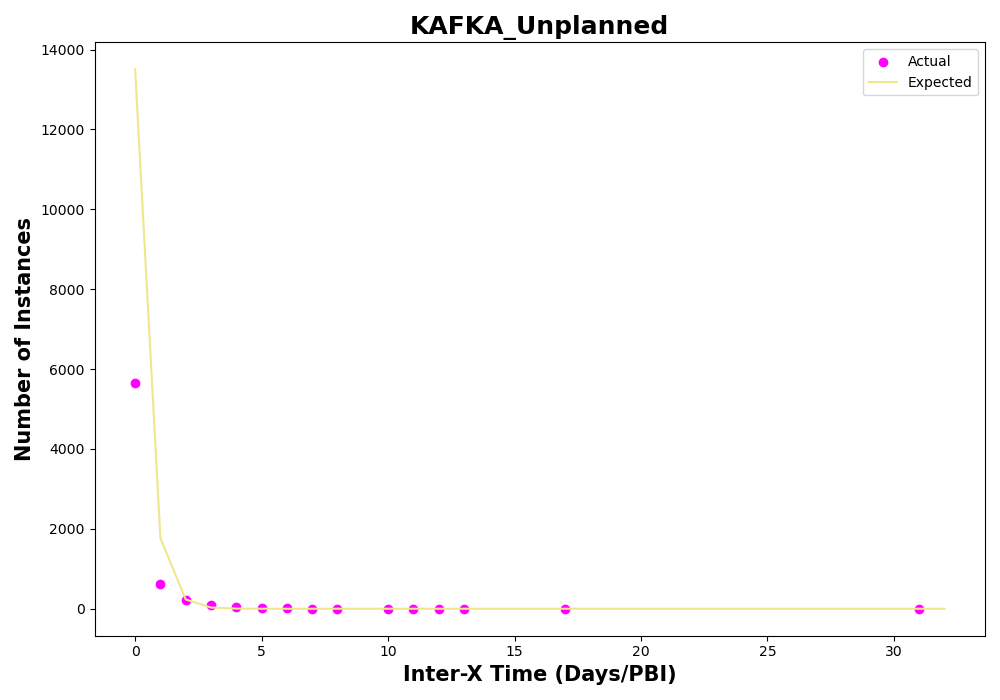 KAFKA_Unplanned
Actual
Expected
14000
12000
10000
8000
6000
4000
2000
0
Number of Instances
0 5 10 15 20 25 30
Inter-X Time (Days/PBI)